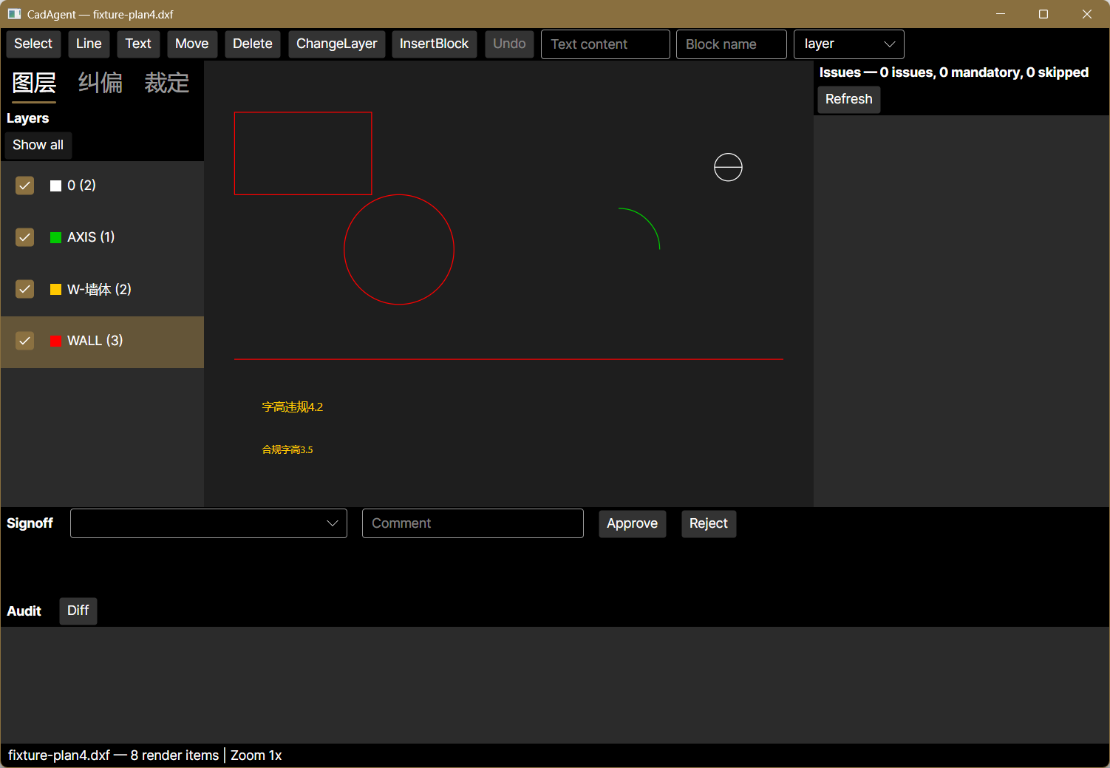 CadAgent — fixture-plan4.dxf
Select Line Text Move Delete ChangeLayer InsertBlock Undo Text content Block name layer
图层 纠偏 裁定
Layers
Show all
0 (2)
AXIS (1)
W-墙体 (2)
WALL (3)
字高违规4.2
合规字高3.5
Issues — 0 issues, 0 mandatory, 0 skipped
Refresh
Signoff Comment Approve Reject
Audit Diff
fixture-plan4.dxf — 8 render items | Zoom 1x